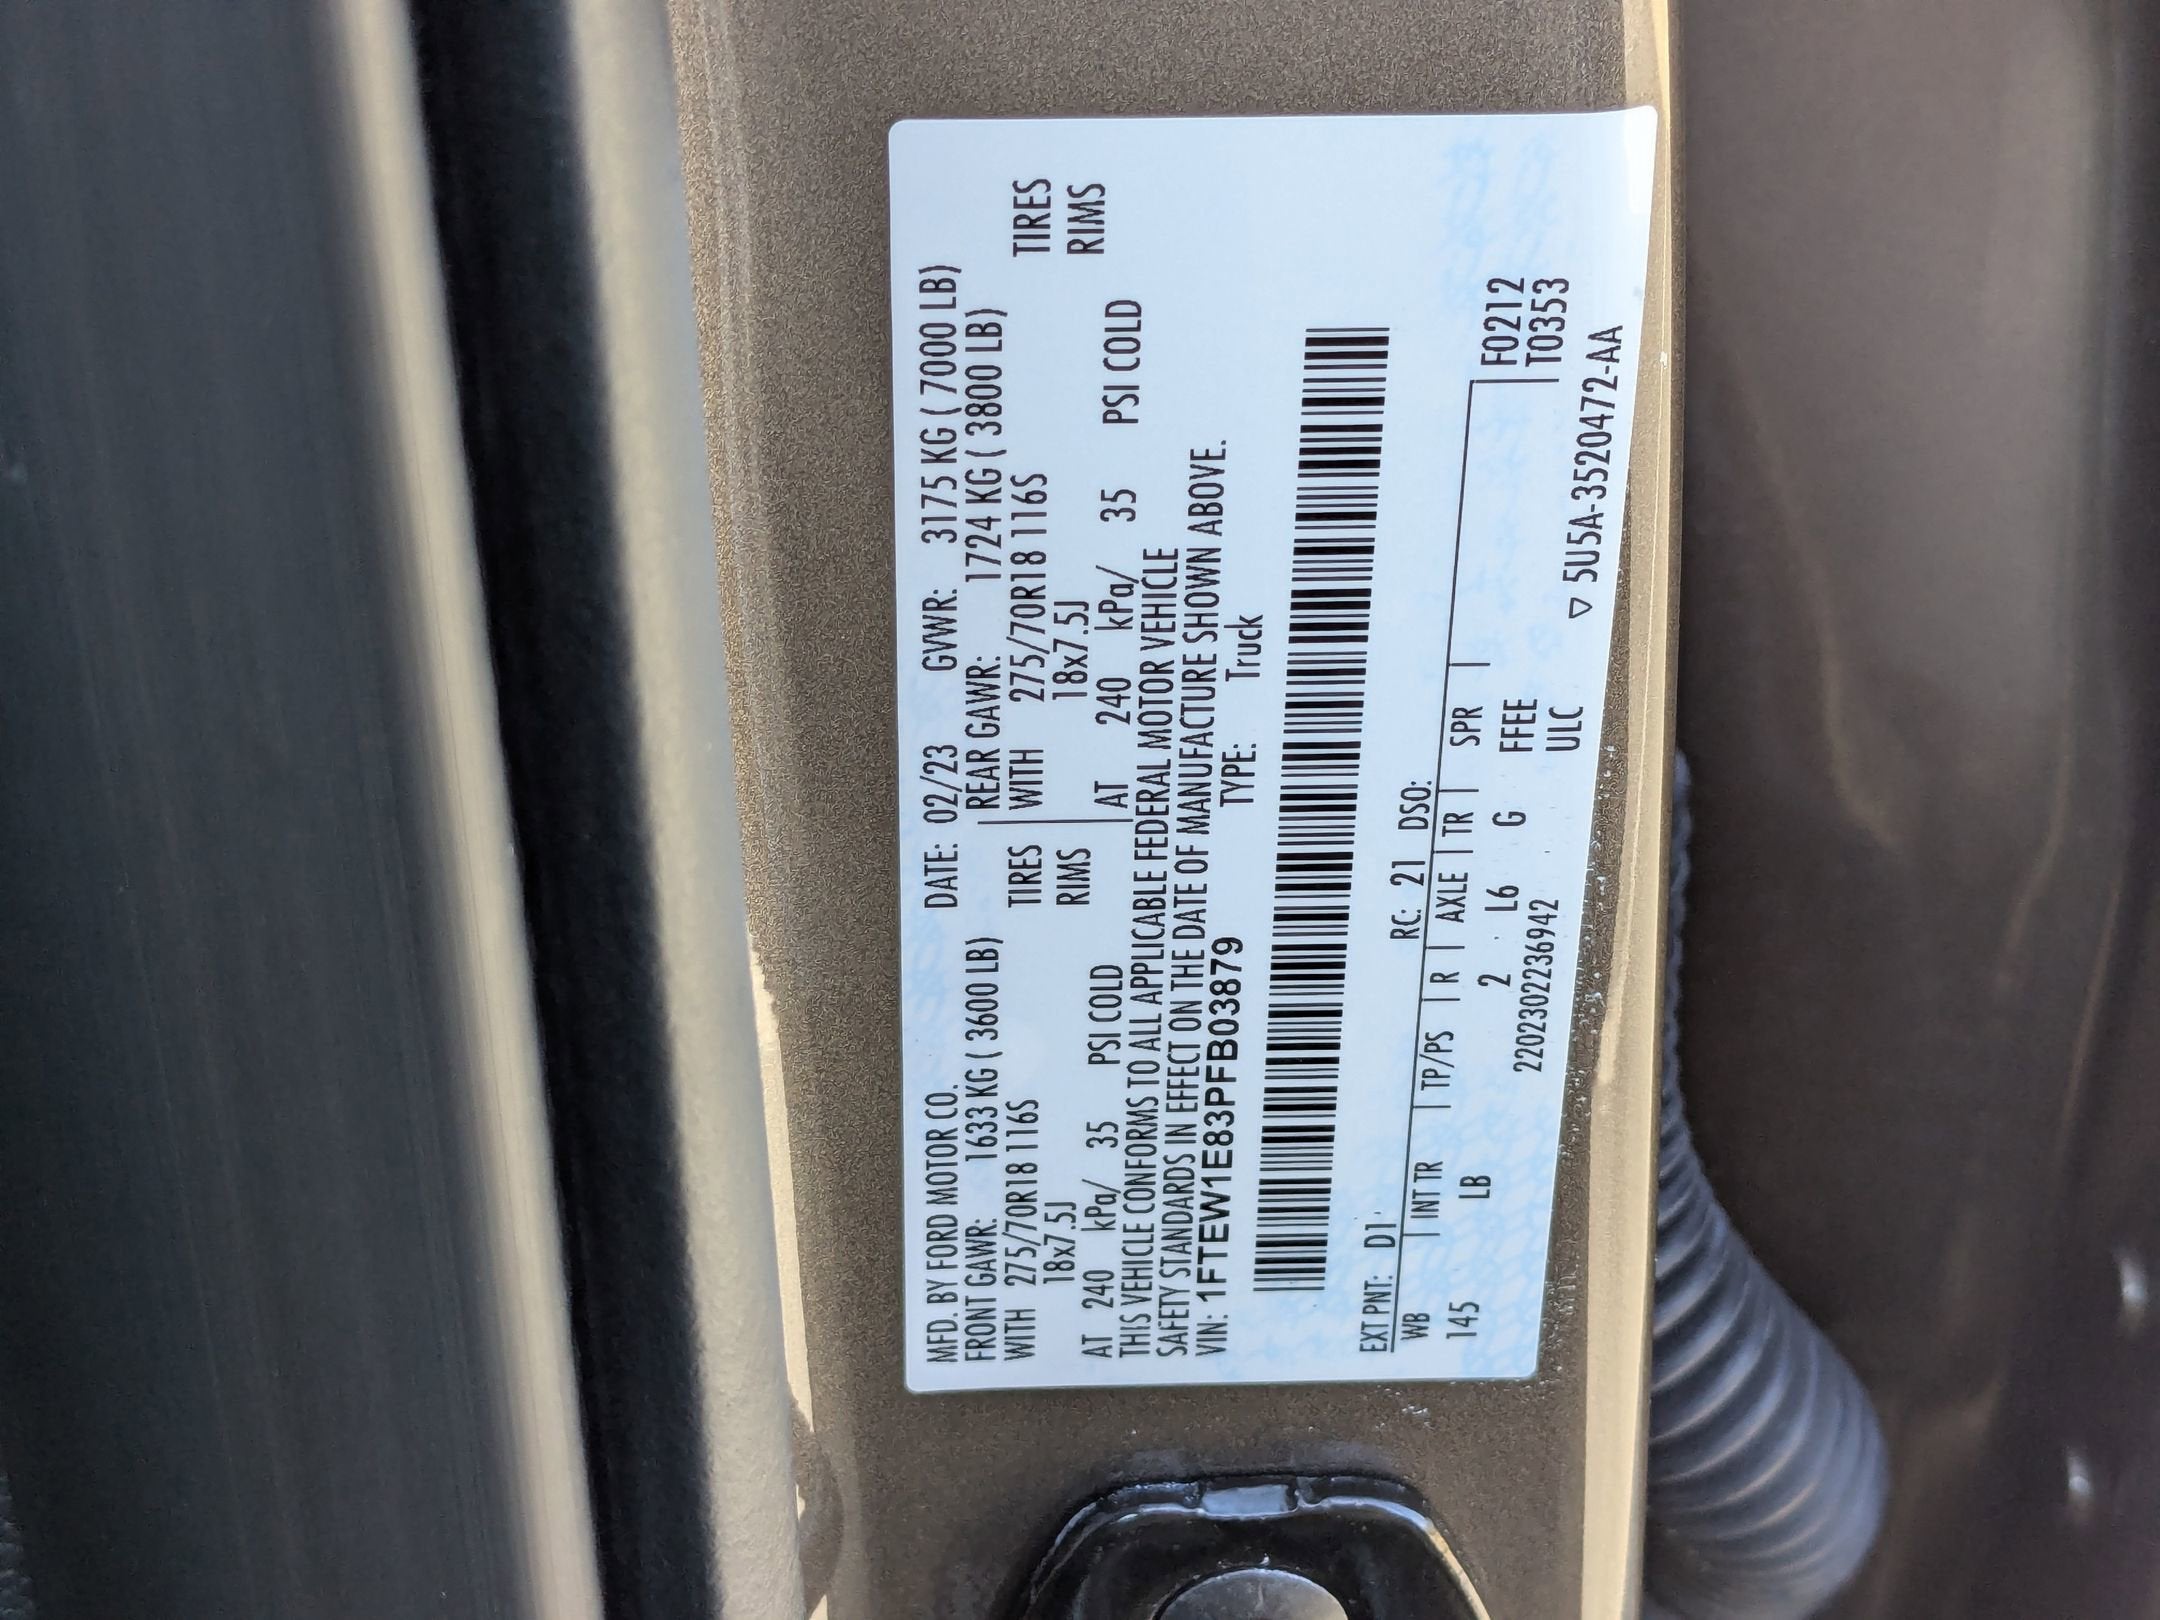 MFD. BY FORD MOTOR CO. DATE: 02/23 GVWR: 3175 KG ( 7000 LB)
FRONT GAWR: 1633 KG ( 3600 LB) REAR GAWR: 1724 KG ( 3800 LB)
WITH 275/70R18 116S TIRES WITH 275/70R18 116S TIRES
18x7.5J RIMS 18x7.5J RIMS
AT 240 kPa/ 35 PSI COLD AT 240 kPa/ 35 PSI COLD
THIS VEHICLE CONFORMS TO ALL APPLICABLE FEDERAL MOTOR VEHICLE
SAFETY STANDARDS IN EFFECT ON THE DATE OF MANUFACTURE SHOWN ABOVE.
VIN: 1FTEW1E83PFB03879 TYPE: Truck
EXT PNT: D1 RC: 21 DSO:
WB | INT TR | TP/PS | R | AXLE | TR | SPR |
145 LB 2 2 L6 G FFEE F0212
2202302236942 ULC T0353
▽ 5U5A-3520472-AA